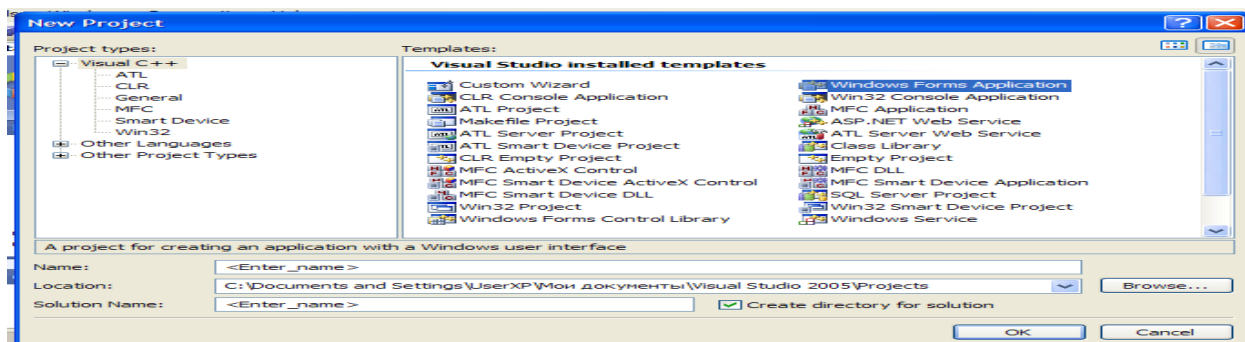 New Project
Project types:
Visual C++
ATL
CLR
General
MFC
Smart Device
Win32
Other Languages
Other Project Types
Templates:
Visual Studio installed templates
Custom Wizard
CLR Console Application
ATL Project
Makefile Project
ATL Server Project
ATL Smart Device Project
CLR Empty Project
MFC ActiveX Control
MFC Smart Device ActiveX Control
MFC Smart Device DLL
Win32 Project
Windows Forms Control Library
Windows Forms Application
Win32 Console Application
MFC Application
ASP.NET Web Service
ATL Server Web Service
Class Library
Empty Project
MFC DLL
MFC Smart Device Application
SQL Server Project
Win32 Smart Device Project
Windows Service
A project for creating an application with a Windows user interface
Name: <Enter_name>
Location: C:\Documents and Settings\UserXP\Мои документы\Visual Studio 2005\Projects Browse...
Solution Name: <Enter_name> Create directory for solution
OK Cancel